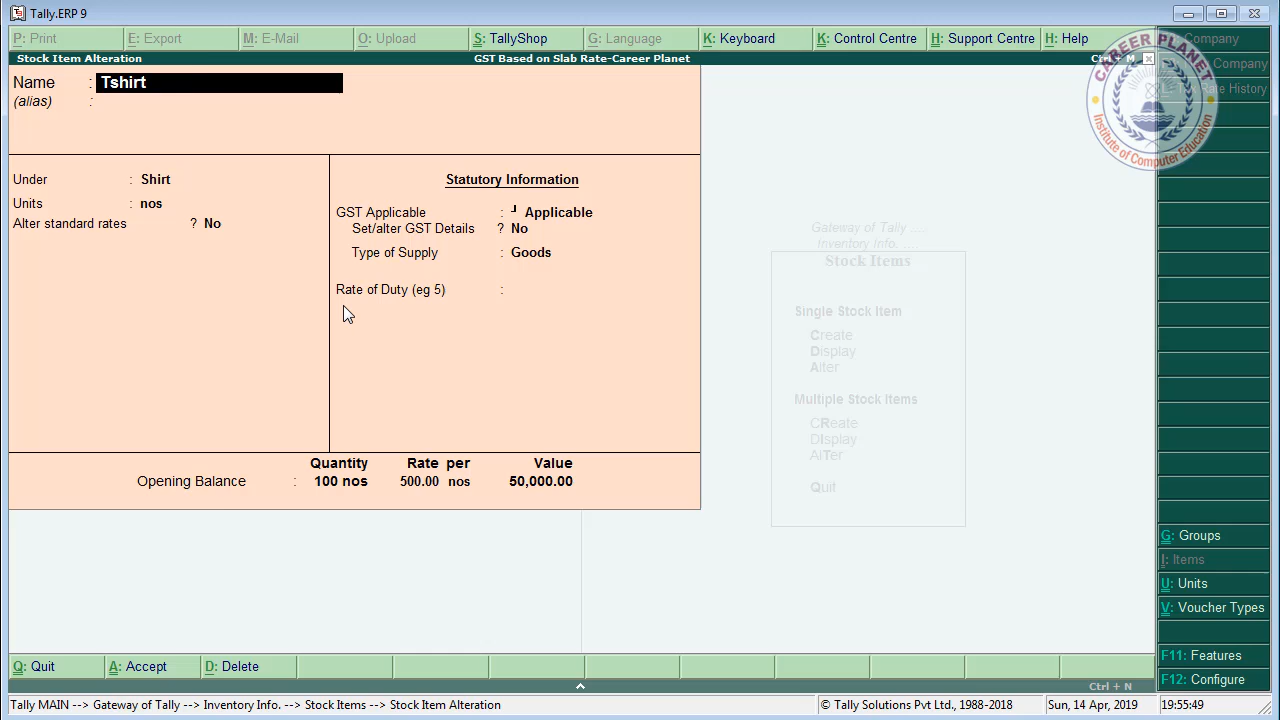 Tally.ERP 9
P: Print E: Export M: E-Mail O: Upload S: TallyShop G: Language K: Keyboard K: Control Centre H: Support Centre H: Help
Stock Item Alteration GST Based on Slab Rate-Career Planet Ctrl + M
Name : Tshirt
(alias) :
Under : Shirt
Units : nos
Alter standard rates ? No
Statutory Information
GST Applicable : Applicable
Set/alter GST Details ? No
Type of Supply : Goods
Rate of Duty (eg 5) :
Quantity Rate per Value
Opening Balance : 100 nos 500.00 nos 50,000.00
Gateway of Tally .....
Inventory Info. ....
Stock Items
Single Stock Item
Create
Display
Alter
Multiple Stock Items
CReate
DIsplay
AlTer
Quit
CAREER PLANET
Institute of Computer Education
Company
Company
Rate History
G: Groups
I: Items
U: Units
V: Voucher Types
F11: Features
F12: Configure
Q: Quit A: Accept D: Delete
Ctrl + N
Tally MAIN --> Gateway of Tally --> Inventory Info. --> Stock Items --> Stock Item Alteration © Tally Solutions Pvt Ltd., 1988-2018 Sun, 14 Apr, 2019 19:55:49